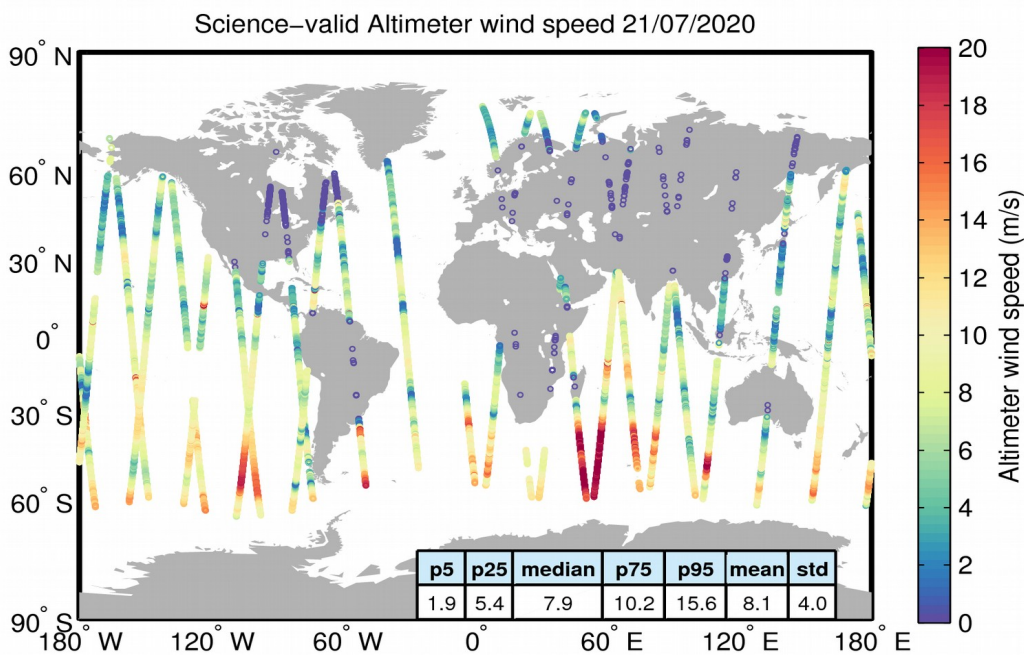 Science−valid Altimeter wind speed 21/07/2020
90° N
60° N
30° N
0°
30° S
60° S
90° S
180° W
120° W
60° W
0°
60° E
120° E
180° E
p5 p25 median p75 p95 mean std
1.9 5.4 7.9 10.2 15.6 8.1 4.0
20
18
16
14
12
10
8
6
4
2
0
Altimeter wind speed (m/s)